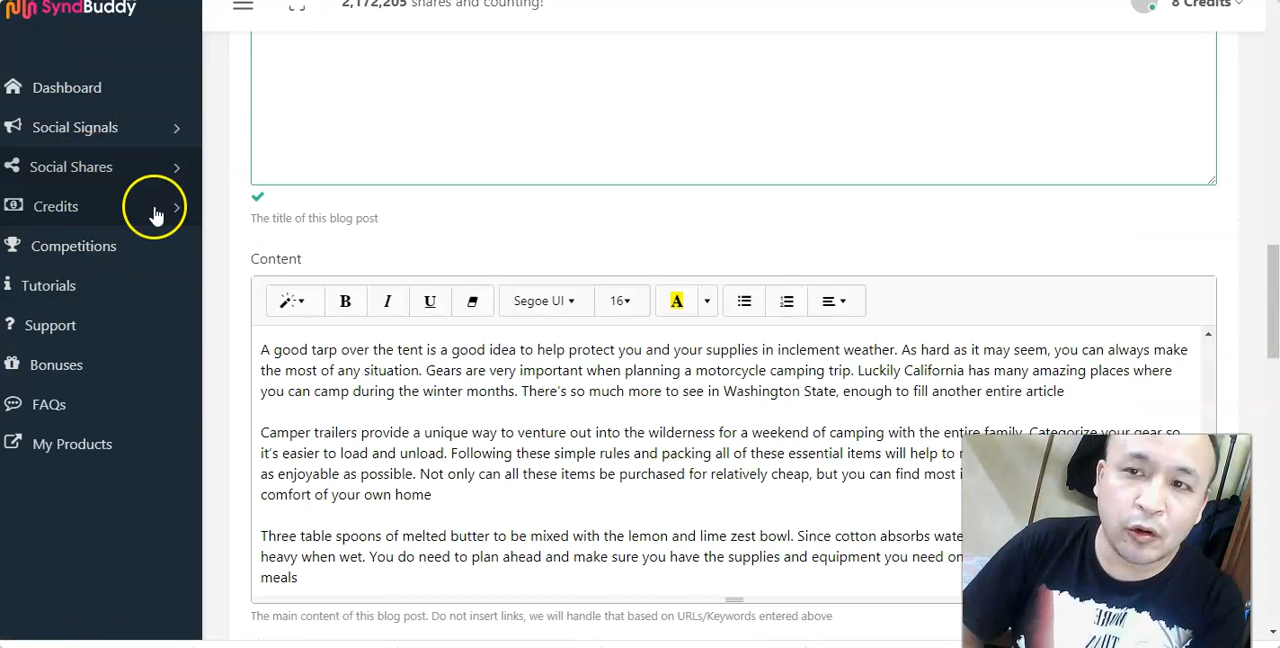 SyndBuddy
2,172,205 shares and counting!
8 Credits
Dashboard
Social Signals
Social Shares
Credits
Competitions
Tutorials
Support
Bonuses
FAQs
My Products
The title of this blog post
Content
B I U Segoe UI 16 A
A good tarp over the tent is a good idea to help protect you and your supplies in inclement weather. As hard as it may seem, you can always make
the most of any situation. Gears are very important when planning a motorcycle camping trip. Luckily California has many amazing places where
you can camp during the winter months. There's so much more to see in Washington State, enough to fill another entire article
Camper trailers provide a unique way to venture out into the wilderness for a weekend of camping with the entire family. Categorize your gear so
it's easier to load and unload. Following these simple rules and packing all of these essential items will help to
as enjoyable as possible. Not only can all these items be purchased for relatively cheap, but you can find most
comfort of your own home
Three table spoons of melted butter to be mixed with the lemon and lime zest bowl. Since cotton absorbs
heavy when wet. You do need to plan ahead and make sure you have the supplies and equipment you need
meals
The main content of this blog post. Do not insert links, we will handle that based on URLs/Keywords entered above